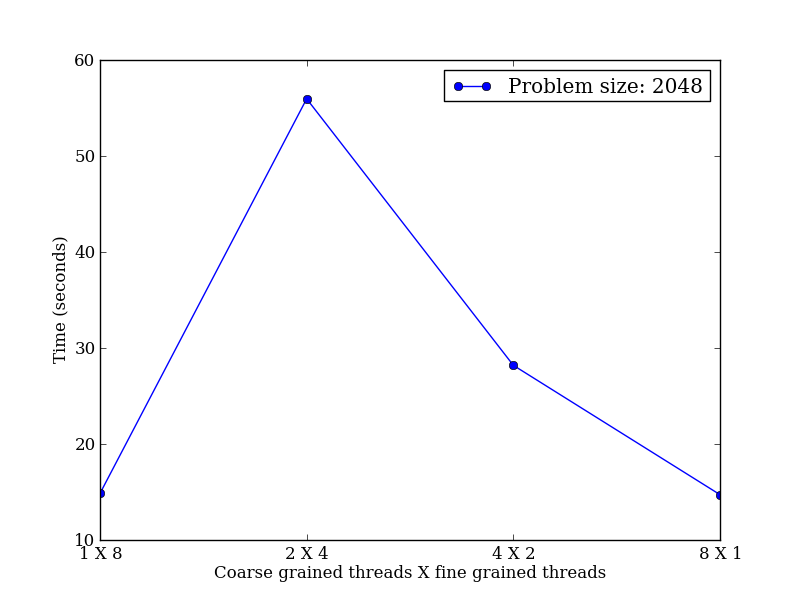 60
Problem size: 2048
50
40
Time (seconds)
30
20
10
1 X 8 2 X 4 4 X 2 8 X 1
Coarse grained threads X fine grained threads